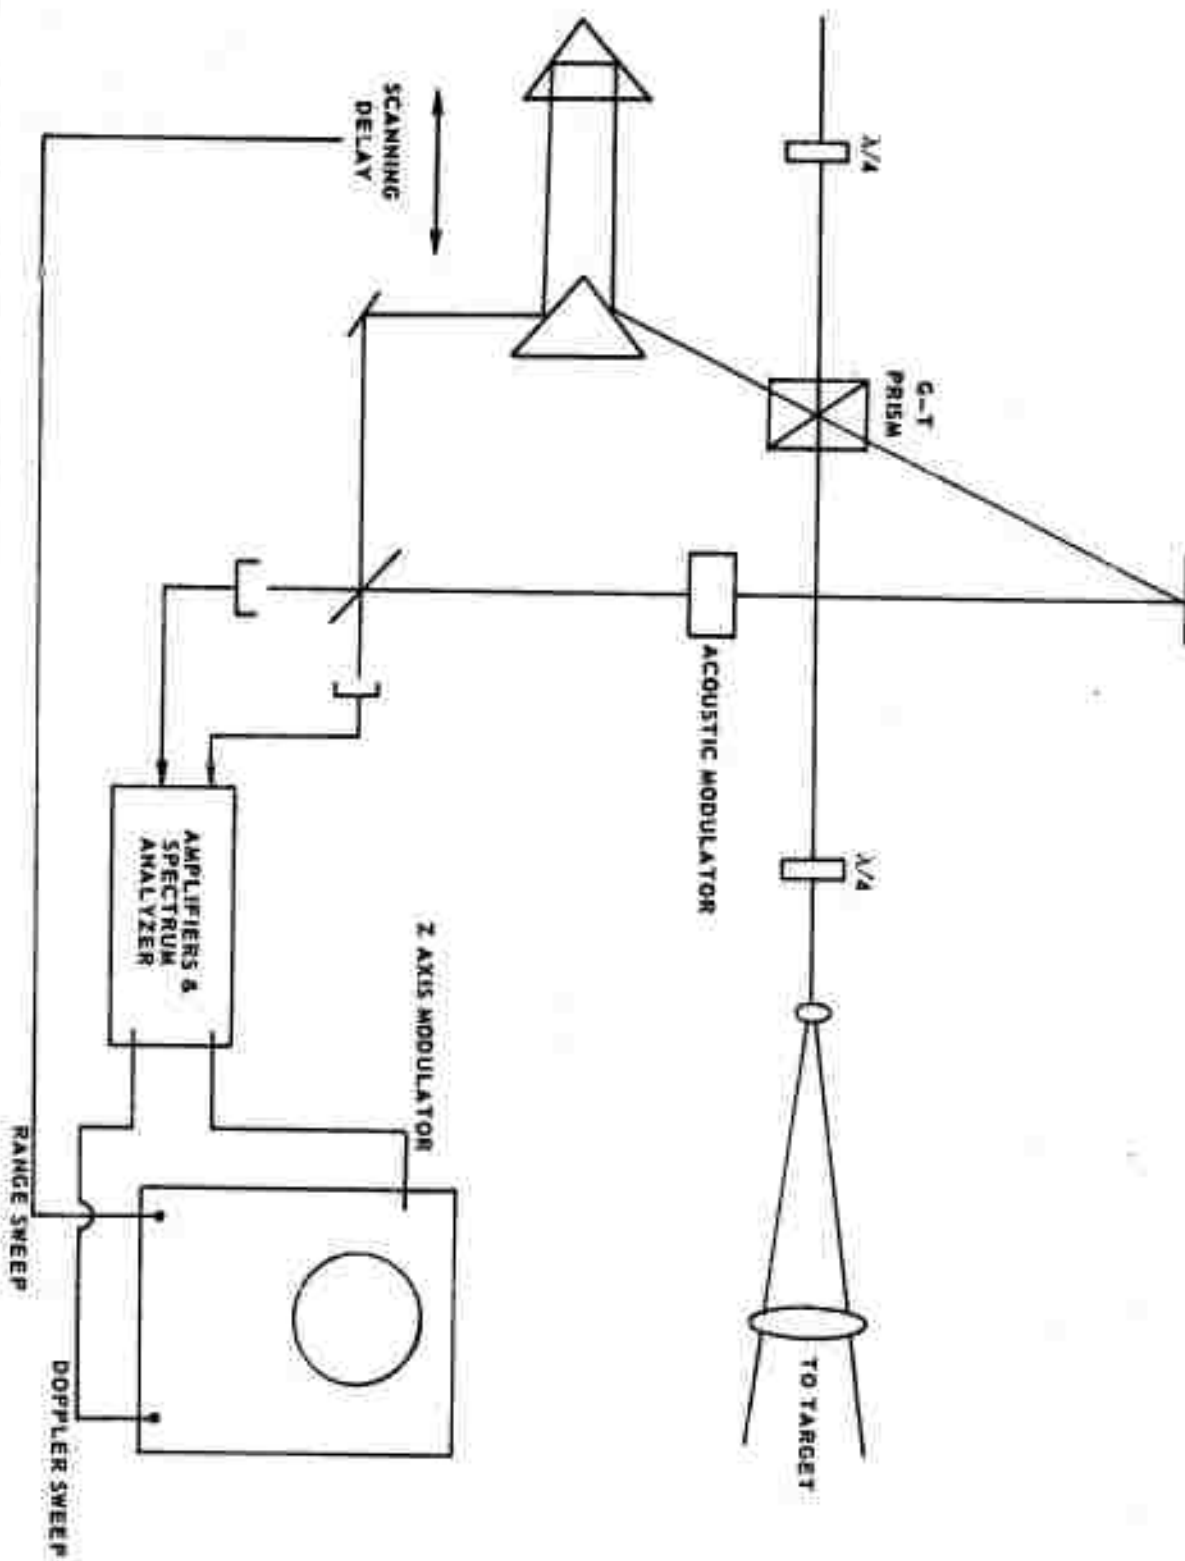 λ/4
G-T
PRISM
λ/4
TO TARGET
ACOUSTIC MODULATOR
SCANNING
DELAY
Z AXIS MODULATOR
AMPLIFIERS &
SPECTRUM
ANALYZER
DOPPLER SWEEP
RANGE SWEEP